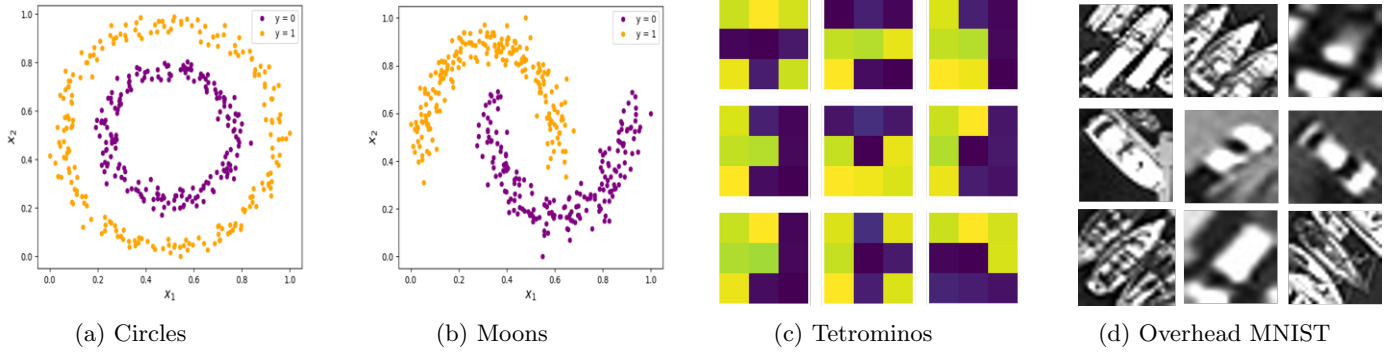 y = 0
y = 1
1.0
0.8
0.6
0.4
0.2
0.0
X2
0.0 0.2 0.4 0.6 0.8 1.0
X1
(a) Circles
y = 0
y = 1
1.0
0.8
0.6
0.4
0.2
0.0
X2
0.0 0.2 0.4 0.6 0.8 1.0
X1
(b) Moons
(c) Tetrominos
(d) Overhead MNIST